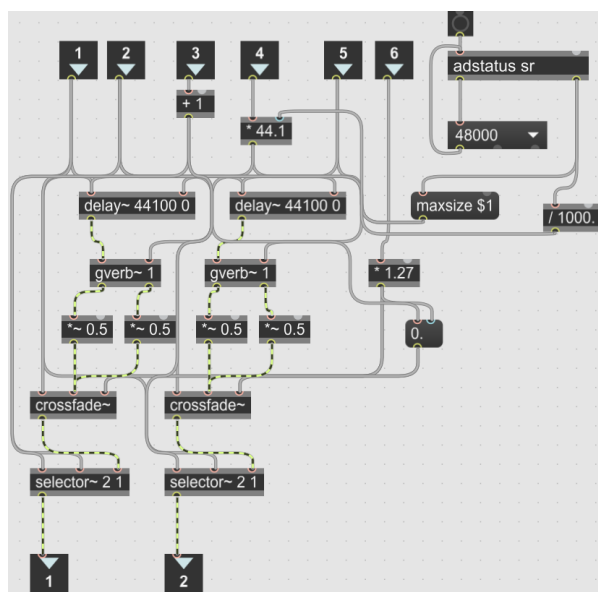 1
2
3
4
5
6
adstatus sr
+ 1
* 44.1
48000
delay~ 44100 0
delay~ 44100 0
maxsize $1
/ 1000.
gverb~ 1
gverb~ 1
* 1.27
*~ 0.5
*~ 0.5
*~ 0.5
*~ 0.5
0.
crossfade~
crossfade~
selector~ 2 1
selector~ 2 1
1
2